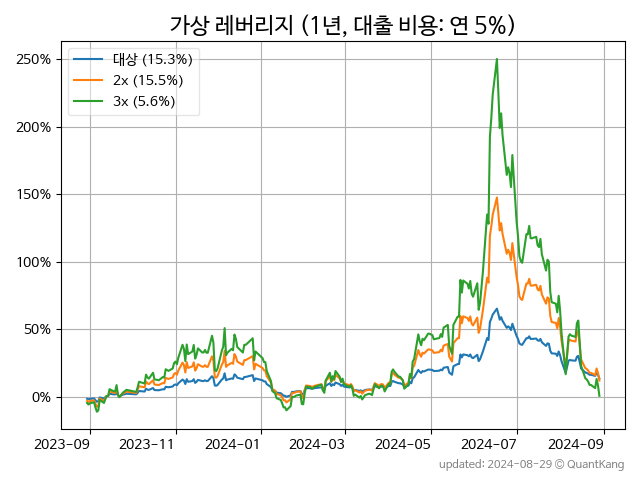 가상 레버리지 (1년, 대출 비용: 연 5%)
대상 (15.3%)
2x (15.5%)
3x (5.6%)
250%
200%
150%
100%
50%
0%
2023-09 2023-11 2024-01 2024-03 2024-05 2024-07 2024-09
updated: 2024-08-29 © QuantKang